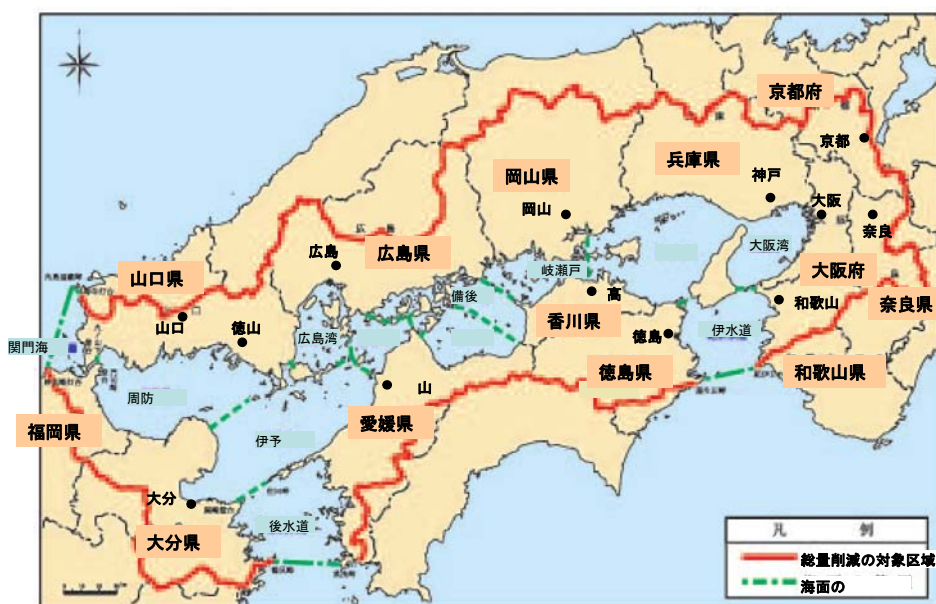 京都府
京都
兵庫県
神戸
岡山県
岡山
大阪
奈良
大阪湾
広島県
広島
山口県
大阪府
岐瀬戸
備後
高
和歌山
奈良県
香川県
山口
徳山
広島湾
徳島
伊水道
関門海
徳島県
和歌山県
山
周防
愛媛県
福岡県
伊予
大分
後水道
大分県
凡 例
総量削減の対象区域
海面の